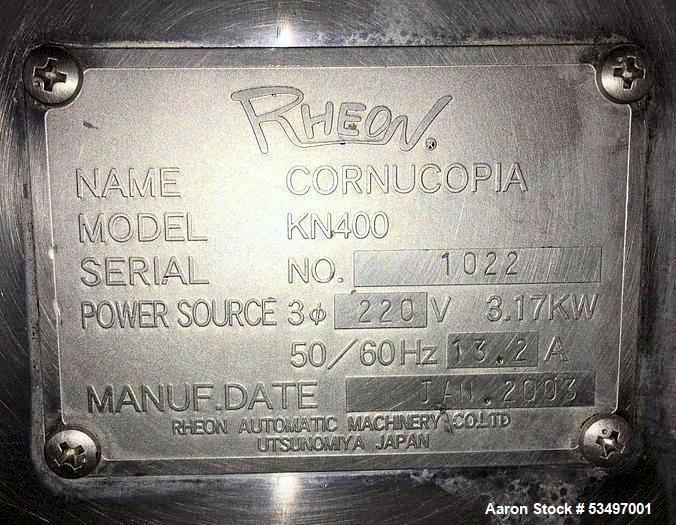 RHEON®
NAME CORNUCOPIA
MODEL KN400
SERIAL NO. 1022
POWER SOURCE 3φ 220 V 3.17KW
50/60Hz 13.2 A
MANUF.DATE JAN.2003
RHEON AUTOMATIC MACHINERY CO.LTD
UTSUNOMIYA JAPAN
Aaron Stock # 53497001